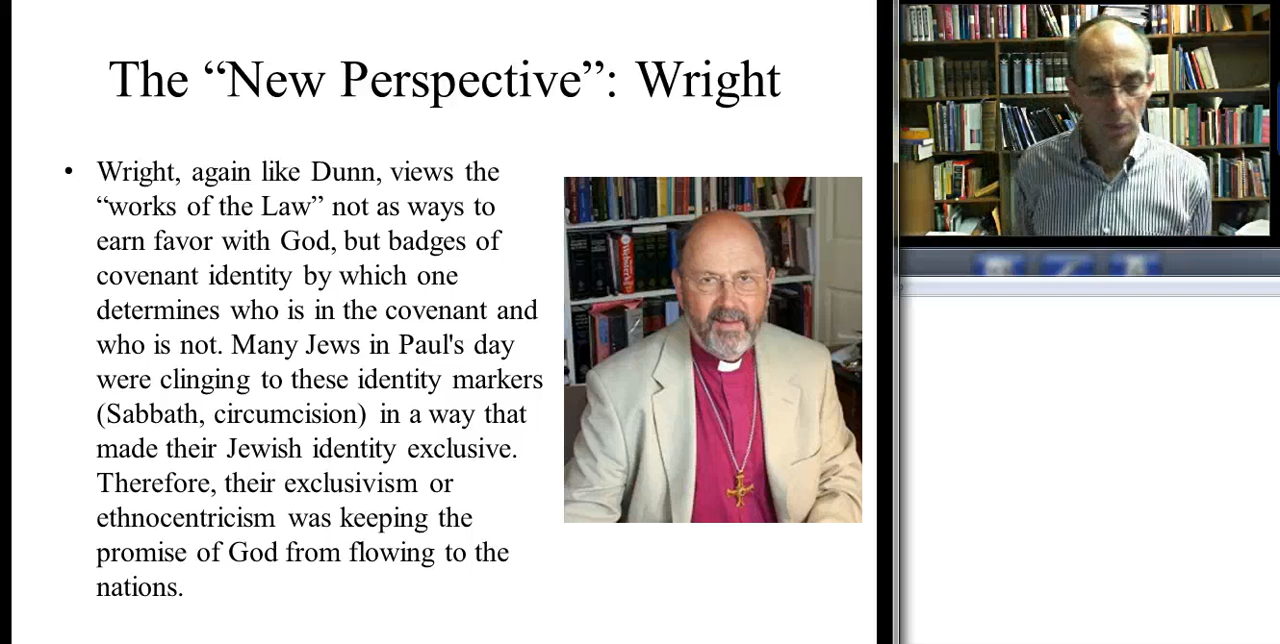 The “New Perspective”: Wright
• Wright, again like Dunn, views the
“works of the Law” not as ways to
earn favor with God, but badges of
covenant identity by which one
determines who is in the covenant and
who is not. Many Jews in Paul's day
were clinging to these identity markers
(Sabbath, circumcision) in a way that
made their Jewish identity exclusive.
Therefore, their exclusivism or
ethnocentricism was keeping the
promise of God from flowing to the
nations.
Webster's